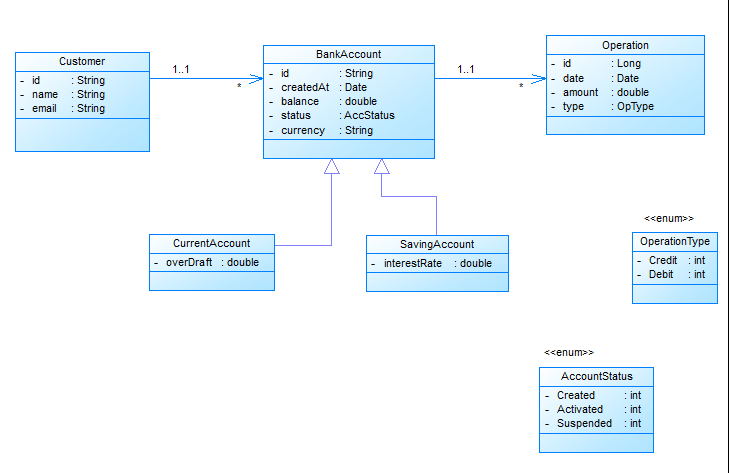 Customer
- id : String
- name : String
- email : String
1..1
*
BankAccount
- id : String
- createdAt : Date
- balance : double
- status : AccStatus
- currency : String
1..1
*
Operation
- id : Long
- date : Date
- amount : double
- type : OpType
CurrentAccount
- overDraft : double
SavingAccount
- interestRate : double
<<enum>>
OperationType
- Credit : int
- Debit : int
<<enum>>
AccountStatus
- Created : int
- Activated : int
- Suspended : int